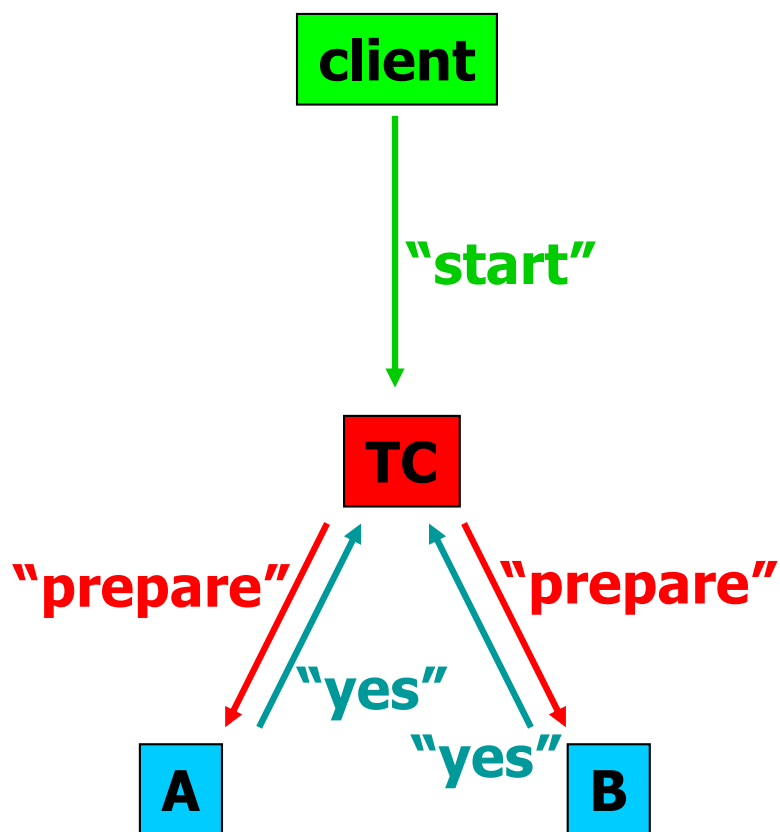 client
“start”
TC
“prepare”
“prepare”
“yes”
“yes”
A
B